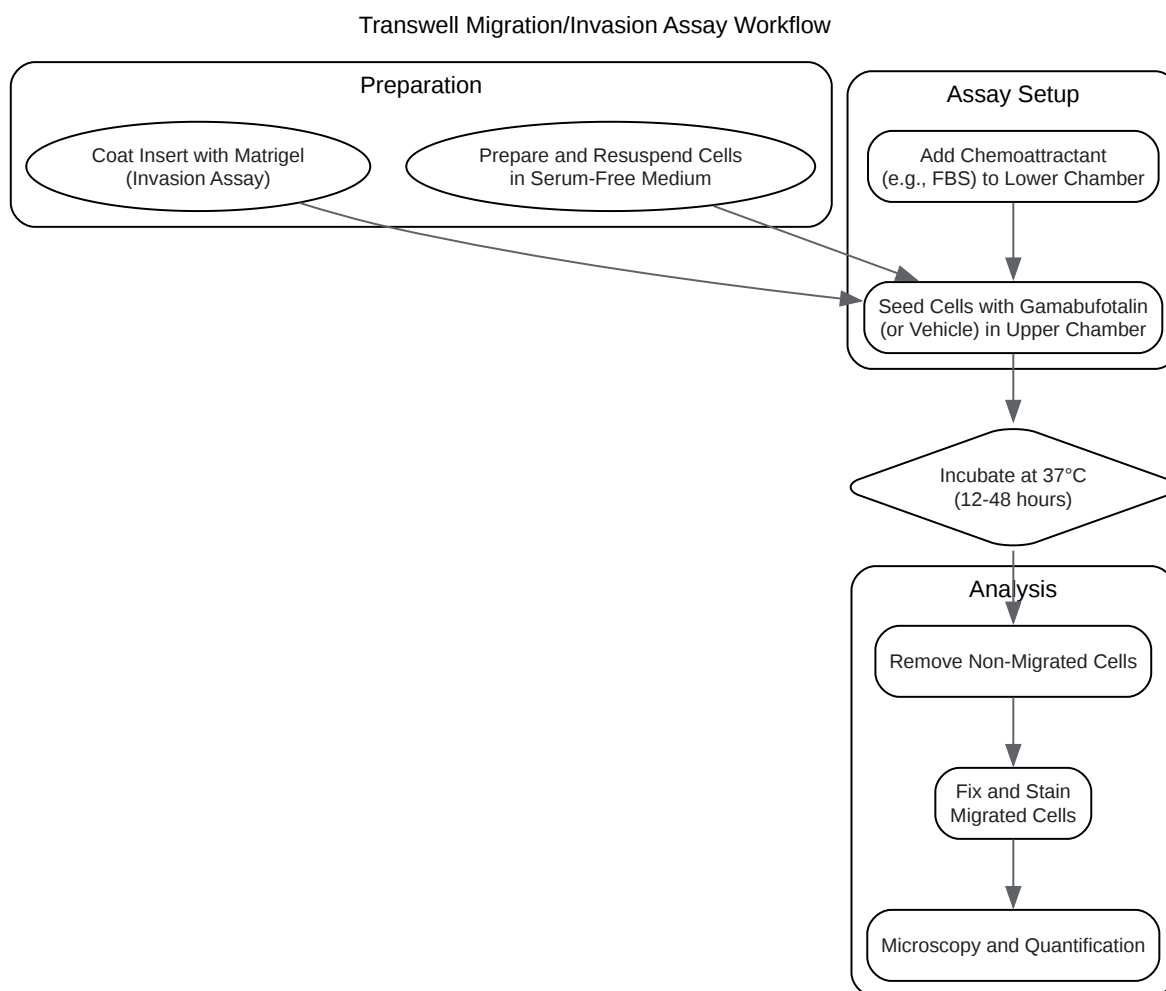 Transwell Migration/Invasion Assay Workflow
Preparation
Coat Insert with Matrigel
(Invasion Assay)
Prepare and Resuspend Cells
in Serum-Free Medium
Assay Setup
Add Chemoattractant
(e.g., FBS) to Lower Chamber
Seed Cells with Gamabufotalin
(or Vehicle) in Upper Chamber
Incubate at 37°C
(12-48 hours)
Analysis
Remove Non-Migrated Cells
Fix and Stain
Migrated Cells
Microscopy and Quantification